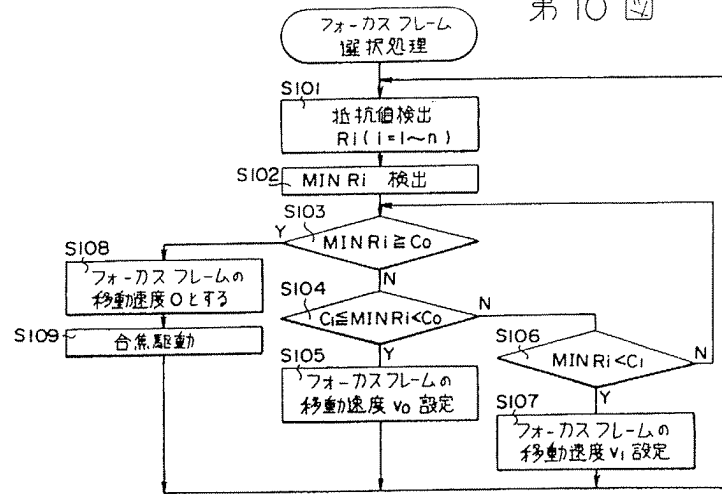 第10図
フォーカスフレーム
選択処理
S101
抵抗値検出
Ri(i=1~n)
S102
MIN Ri 検出
S103
MIN Ri≧Co
Y
N
S108
フォーカスフレームの
移動速度0とする
S109
合焦駆動
S104
C₁≦MIN Ri<Co
N
Y
S105
フォーカスフレームの
移動速度 v₀ 設定
S106
MIN Ri<C₁
N
Y
S107
フォーカスフレームの
移動速度 v₁ 設定